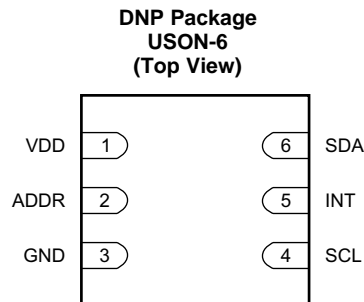 DNP Package
USON-6
(Top View)
VDD 1 6 SDA
ADDR 2 5 INT
GND 3 4 SCL